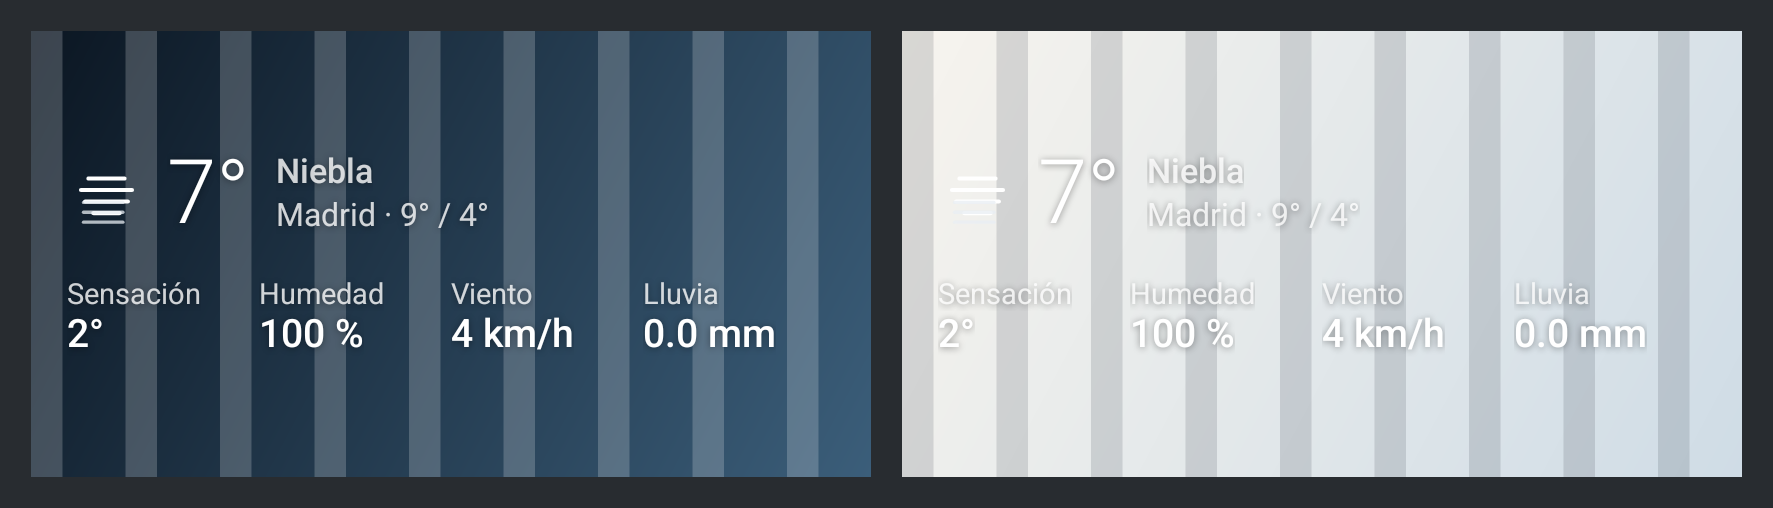 7°
Niebla
Madrid · 9° / 4°
Sensación Humedad Viento Lluvia
2° 100 % 4 km/h 0.0 mm
7°
Niebla
Madrid · 9° / 4°
Sensación Humedad Viento Lluvia
2° 100 % 4 km/h 0.0 mm